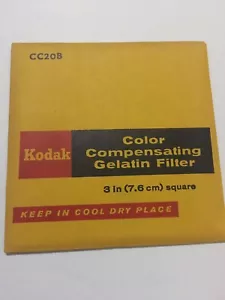 CC20B
Kodak
Color
Compensating
Gelatin Filter
3 in (7.6 cm) square
KEEP IN COOL DRY PLACE